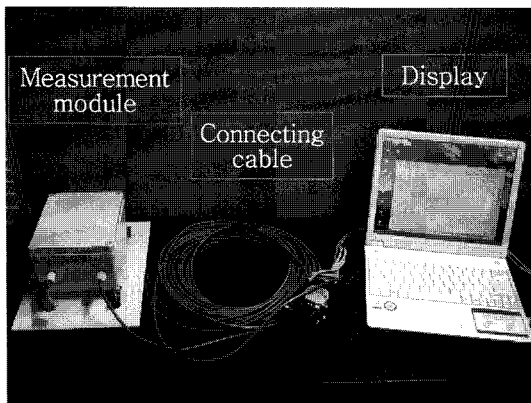 Measurement
module
Connecting
cable
Display